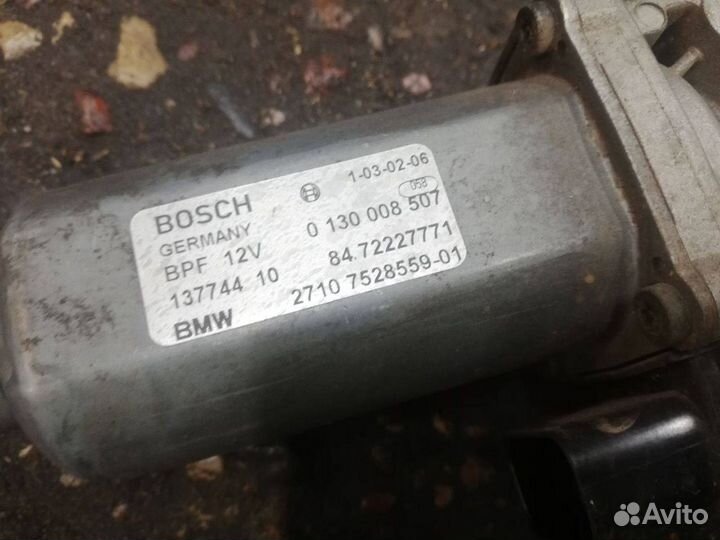 BOSCH 1-03-02-06
GERMANY 058
BPF 12V 0 130 008 507
137744 10 84.72227771
BMW 2710 7528559-01
Avito